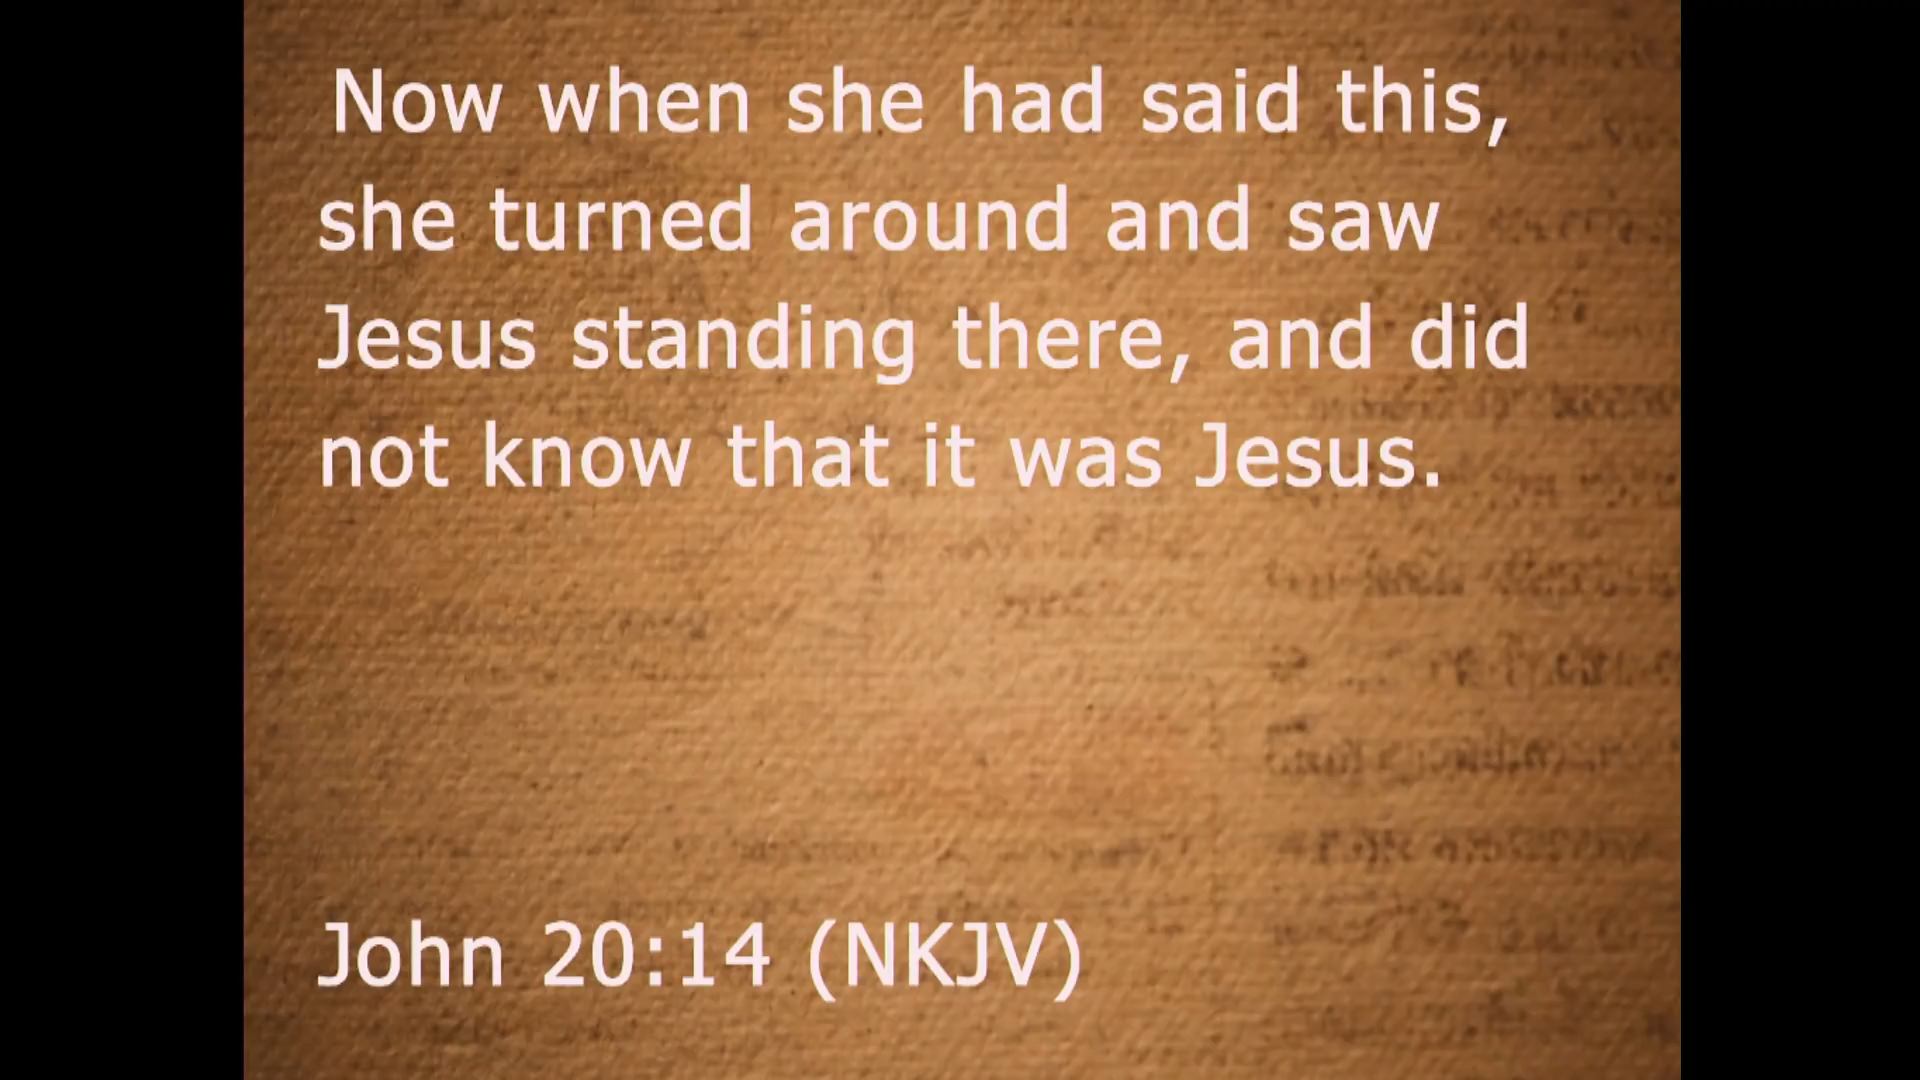 Now when she had said this,
she turned around and saw
Jesus standing there, and did
not know that it was Jesus.
John 20:14 (NKJV)